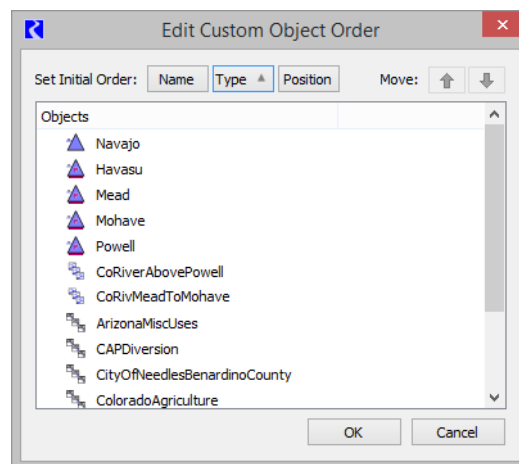 Edit Custom Object Order
Set Initial Order: Name Type Position Move:
Objects
Navajo
Havasu
Mead
Mohave
Powell
CoRiverAbovePowell
CoRivMeadToMohave
ArizonaMiscUses
CAPDiversion
CityOfNeedlesBenardinoCounty
ColoradoAgriculture
OK Cancel